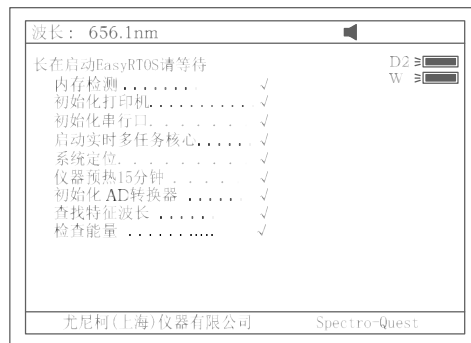 波长: 656.1nm
长在启动EasyRTOS请等待
D2
W
内存检测........ √
初始化打印机........... √
初始化串行口........ √
启动实时多任务核心...... √
系统定位........ √
仪器预热15分钟 .... √
初始化 AD转换器 ....... √
查找特征波长 ...... √
检查能量 ........... √
尤尼柯(上海)仪器有限公司 Spectro-Quest